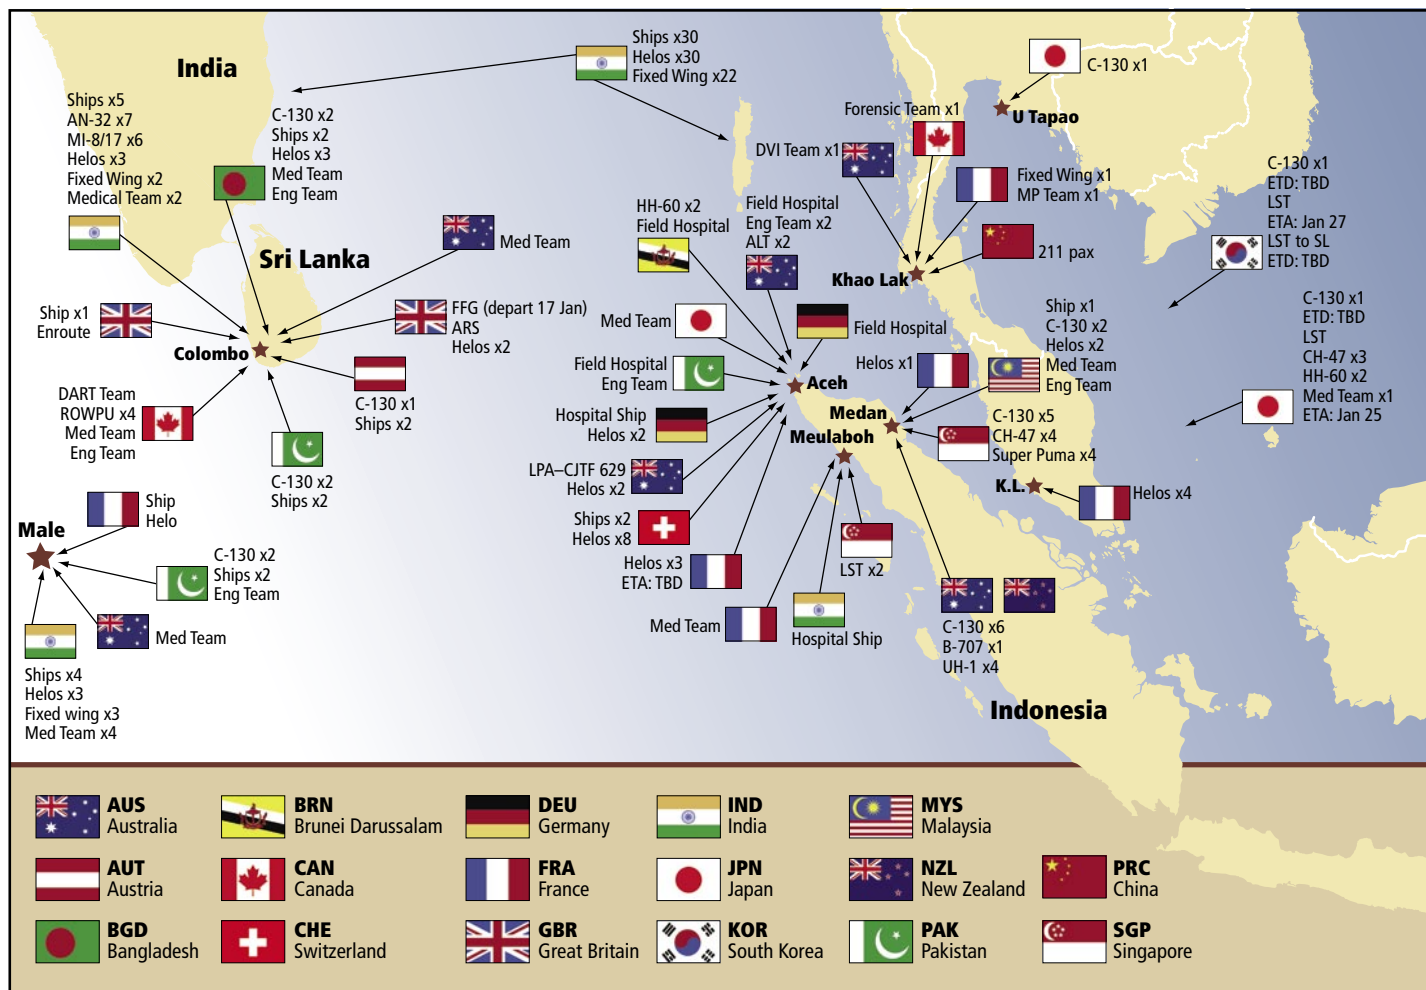 India
Ships x30
Helos x30
Fixed Wing x22
C-130 x1
U Tapao
Ships x5
AN-32 x7
MI-8/17 x6
Helos x3
Fixed Wing x2
Medical Team x2
C-130 x2
Ships x2
Helos x3
Med Team
Eng Team
Forensic Team x1
DVI Team x1
Fixed Wing x1
MP Team x1
211 pax
Khao Lak
C-130 x1
ETD: TBD
LST
ETA: Jan 27
LST to SL
ETD: TBD
Sri Lanka
Med Team
HH-60 x2
Field Hospital
Field Hospital
Eng Team x2
ALT x2
Ship x1
Enroute
FFG (depart 17 Jan)
ARS
Helos x2
Colombo
Med Team
Field Hospital
Field Hospital
Eng Team
Aceh
Helos x1
Ship x1
C-130 x2
Helos x2
Med Team
Eng Team
C-130 x1
ETD: TBD
LST
CH-47 x3
HH-60 x2
Med Team x1
ETA: Jan 25
DART Team
ROWPU x4
Med Team
Eng Team
C-130 x1
Ships x2
C-130 x2
Ships x2
Hospital Ship
Helos x2
Medan
Meulaboh
C-130 x5
CH-47 x4
Super Puma x4
LPA–CJTF 629
Helos x2
K.L.
Helos x4
Ship
Helo
Male
Ships x2
Helos x8
LST x2
C-130 x2
Ships x2
Eng Team
Helos x3
ETA: TBD
Med Team
Med Team
Hospital Ship
C-130 x6
B-707 x1
UH-1 x4
Ships x4
Helos x3
Fixed wing x3
Med Team x4
Indonesia
AUS
Australia
BRN
Brunei Darussalam
DEU
Germany
IND
India
MYS
Malaysia
AUT
Austria
CAN
Canada
FRA
France
JPN
Japan
NZL
New Zealand
PRC
China
BGD
Bangladesh
CHE
Switzerland
GBR
Great Britain
KOR
South Korea
PAK
Pakistan
SGP
Singapore